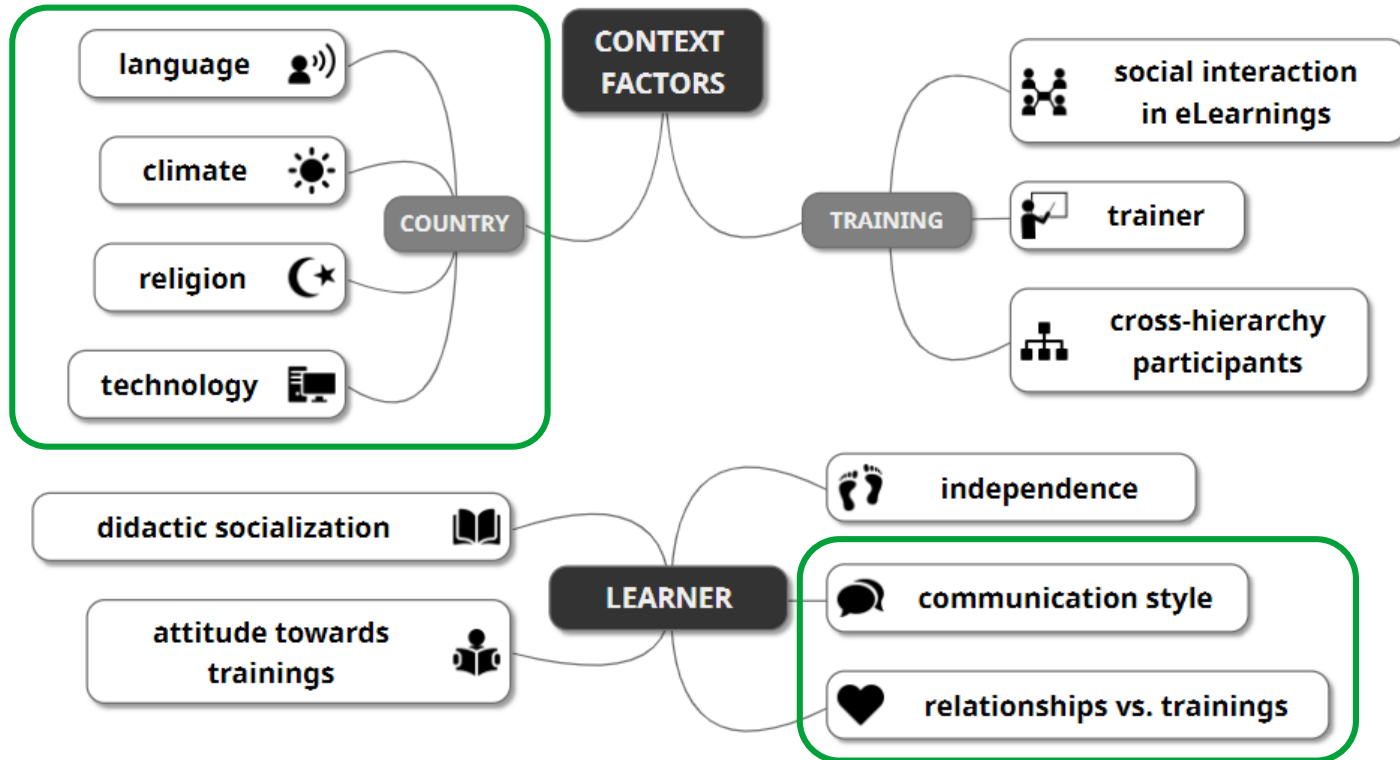 CONTEXT
FACTORS
language
climate
COUNTRY
religion
technology
social interaction
in eLearnings
TRAINING
trainer
cross-hierarchy
participants
didactic socialization
attitude towards
trainings
LEARNER
independence
communication style
relationships vs. trainings